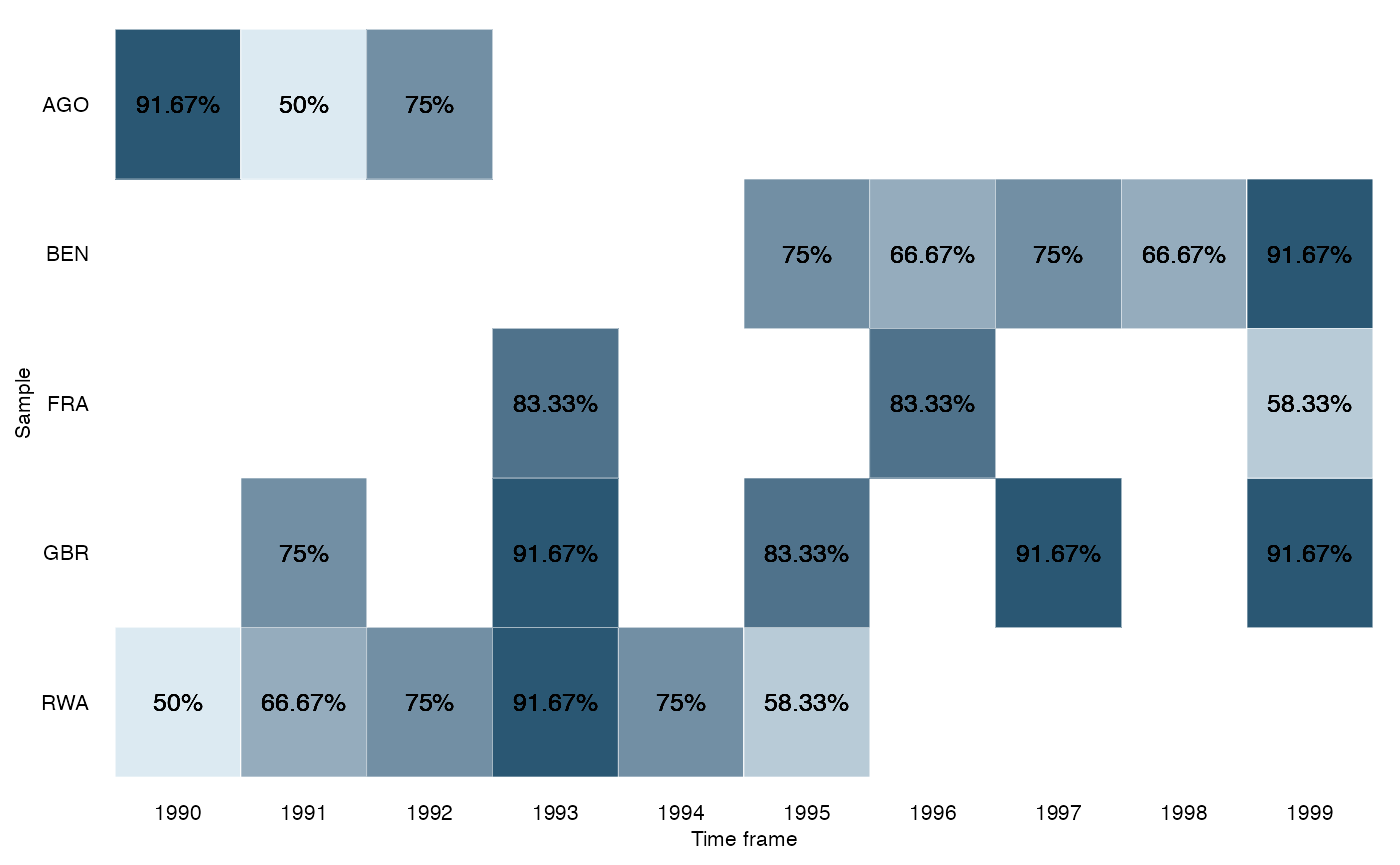 AGO 91.67% 50% 75%
BEN 75% 66.67% 75% 66.67% 91.67%
Sample
FRA 83.33% 83.33% 58.33%
GBR 75% 91.67% 83.33% 91.67% 91.67%
RWA 50% 66.67% 75% 91.67% 75% 58.33%
1990 1991 1992 1993 1994 1995 1996 1997 1998 1999
Time frame